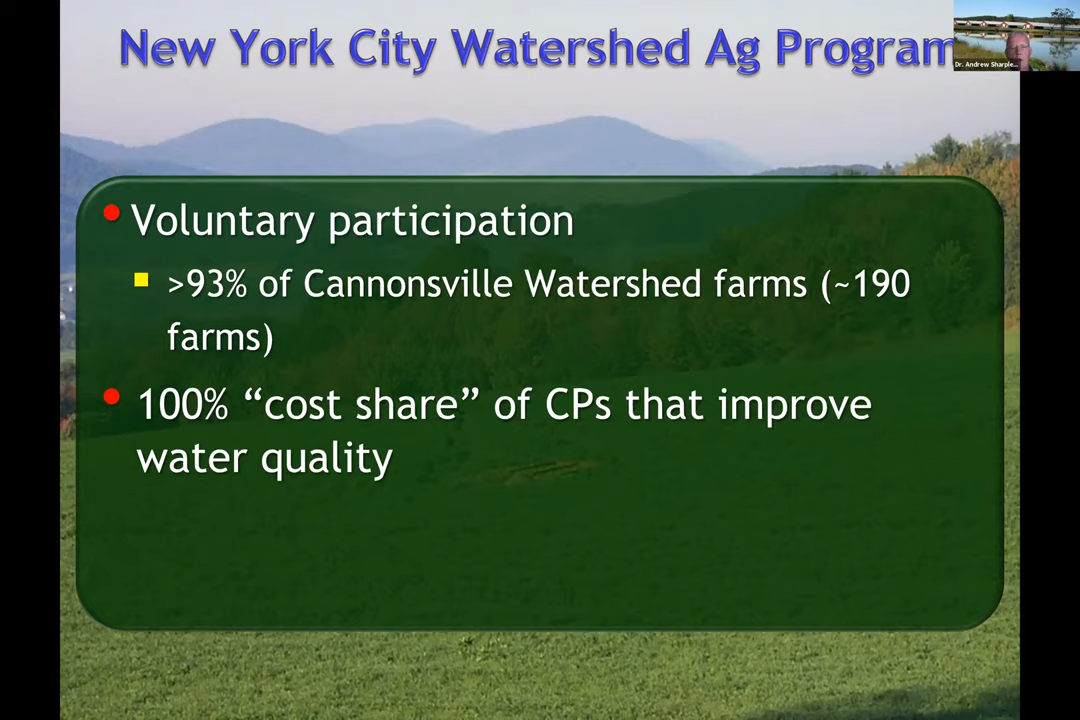 New York City Watershed Ag Program
Dr. Andrew Sharple...
• Voluntary participation
▪ >93% of Cannonsville Watershed farms (~190
farms)
• 100% “cost share” of CPs that improve
water quality